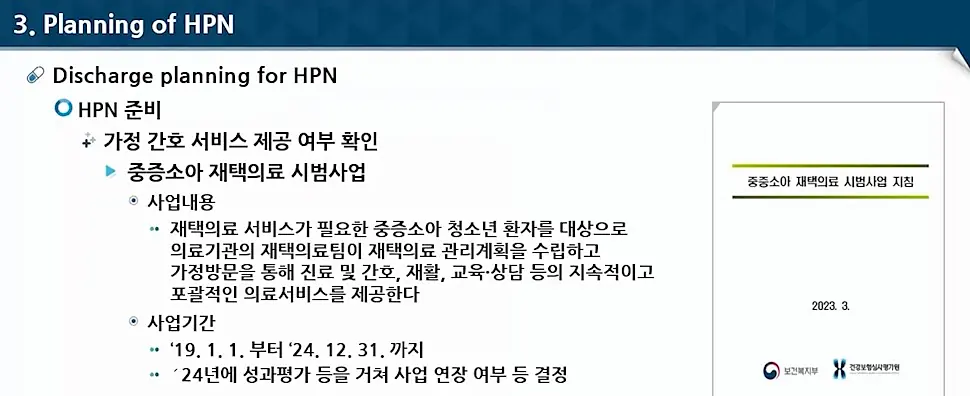 3. Planning of HPN
Discharge planning for HPN
HPN 준비
가정 간호 서비스 제공 여부 확인
중증소아 재택의료 시범사업
사업내용
재택의료 서비스가 필요한 중증소아 청소년 환자를 대상으로
의료기관의 재택의료팀이 재택의료 관리계획을 수립하고
가정방문을 통해 진료 및 간호, 재활, 교육·상담 등의 지속적이고
포괄적인 의료서비스를 제공한다
사업기간
‘19. 1. 1. 부터 ‘24. 12. 31. 까지
´24년에 성과평가 등을 거쳐 사업 연장 여부 등 결정
중증소아 재택의료 시범사업 지침
2023. 3.
보건복지부
건강보험심사평가원